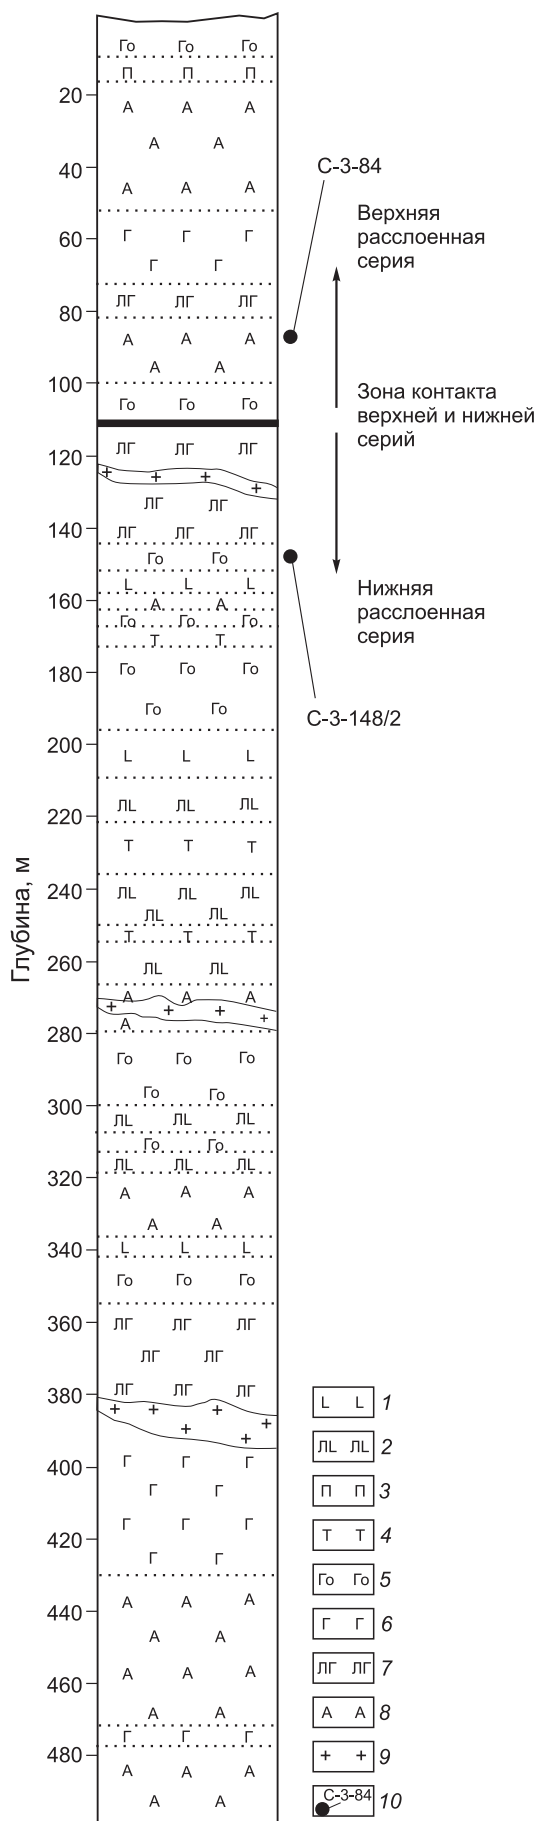 Го Го Го
П П П
20
А А А
А А
40
А А А
С-3-84
Верхняя
расслоенная
серия
60
Г Г Г
Г Г
ЛГ ЛГ ЛГ
80
А А А
А А
100
Го Го Го
Зона контакта
верхней и нижней
серий
ЛГ ЛГ ЛГ
120
+ + + +
ЛГ ЛГ
140
ЛГ ЛГ ЛГ
Го Го
L L L
160
А А
Го Го Го
Т Т
Нижняя
расслоенная
серия
180
Го Го Го
Го Го
С-3-148/2
200
L L L
ЛL ЛL ЛL
220
Т Т Т
240
ЛL ЛL ЛL
ЛL ЛL
Т Т Т
260
ЛL ЛL
А А А
+ + + +
А
280
Го Го Го
Го Го
300
ЛL ЛL ЛL
Го Го
ЛL ЛL ЛL
320
А А А
А А
340
L L L
Го Го Го
360
ЛГ ЛГ ЛГ
ЛГ ЛГ
380
ЛГ ЛГ ЛГ
+ + + +
+ +
400
Г Г Г
Г Г
420
Г Г Г
Г Г
440
А А А
А А
460
А А А
А А
Г Г Г
480
А А А
А А
Глубина, м
L L 1
ЛL ЛL 2
П П 3
Т Т 4
Го Го 5
Г Г 6
ЛГ ЛГ 7
А А 8
+ + 9
С-3-84 10